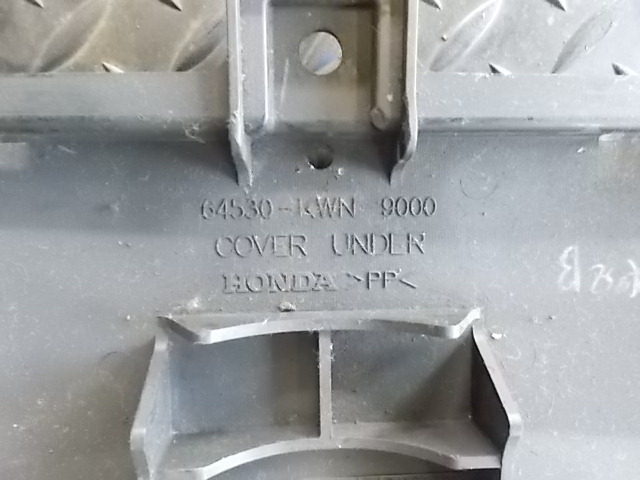 64530-KWN 9000
COVER UNDER
HONDA >PP<